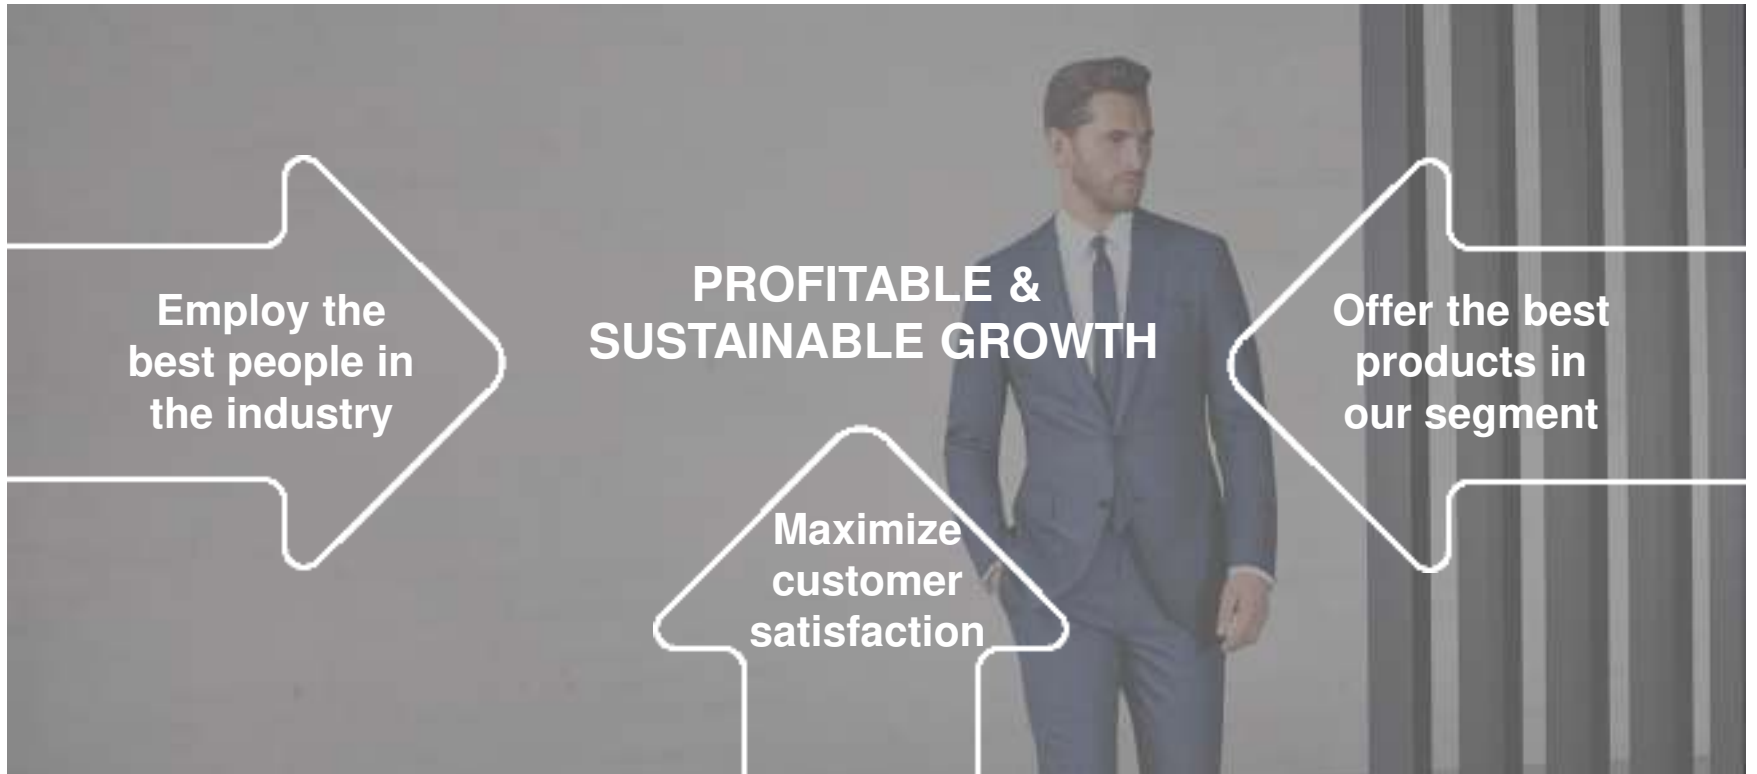 PROFITABLE &
SUSTAINABLE GROWTH
Employ the
best people in
the industry
Offer the best
products in
our segment
Maximize
customer
satisfaction